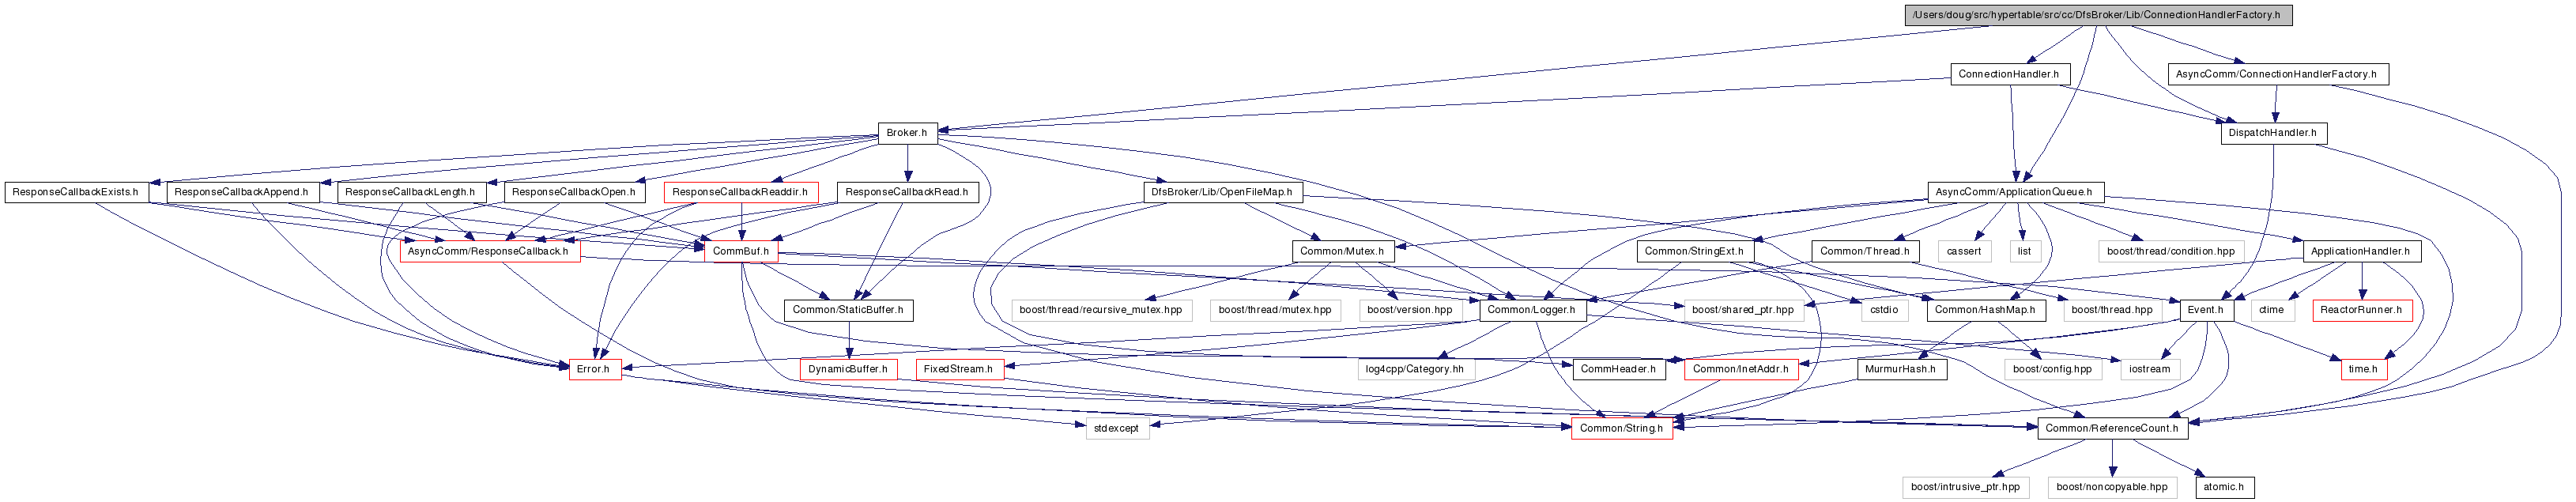 /Users/doug/src/hypertable/src/cc/DfsBroker/Lib/ConnectionHandlerFactory.h
ConnectionHandler.h
AsyncComm/ConnectionHandlerFactory.h
Broker.h
DispatchHandler.h
ResponseCallbackExists.h
ResponseCallbackAppend.h
ResponseCallbackLength.h
ResponseCallbackOpen.h
ResponseCallbackReaddir.h
ResponseCallbackRead.h
DfsBroker/Lib/OpenFileMap.h
AsyncComm/ApplicationQueue.h
AsyncComm/ResponseCallback.h
CommBuf.h
Common/Mutex.h
Common/StringExt.h
Common/Thread.h
cassert
list
boost/thread/condition.hpp
ApplicationHandler.h
Common/StaticBuffer.h
boost/thread/recursive_mutex.hpp
boost/thread/mutex.hpp
boost/version.hpp
Common/Logger.h
boost/shared_ptr.hpp
cstdio
Common/HashMap.h
boost/thread.hpp
Event.h
ctime
ReactorRunner.h
Error.h
DynamicBuffer.h
FixedStream.h
log4cpp/Category.hh
CommHeader.h
Common/InetAddr.h
MurmurHash.h
boost/config.hpp
iostream
time.h
stdexcept
Common/String.h
Common/ReferenceCount.h
boost/intrusive_ptr.hpp
boost/noncopyable.hpp
atomic.h